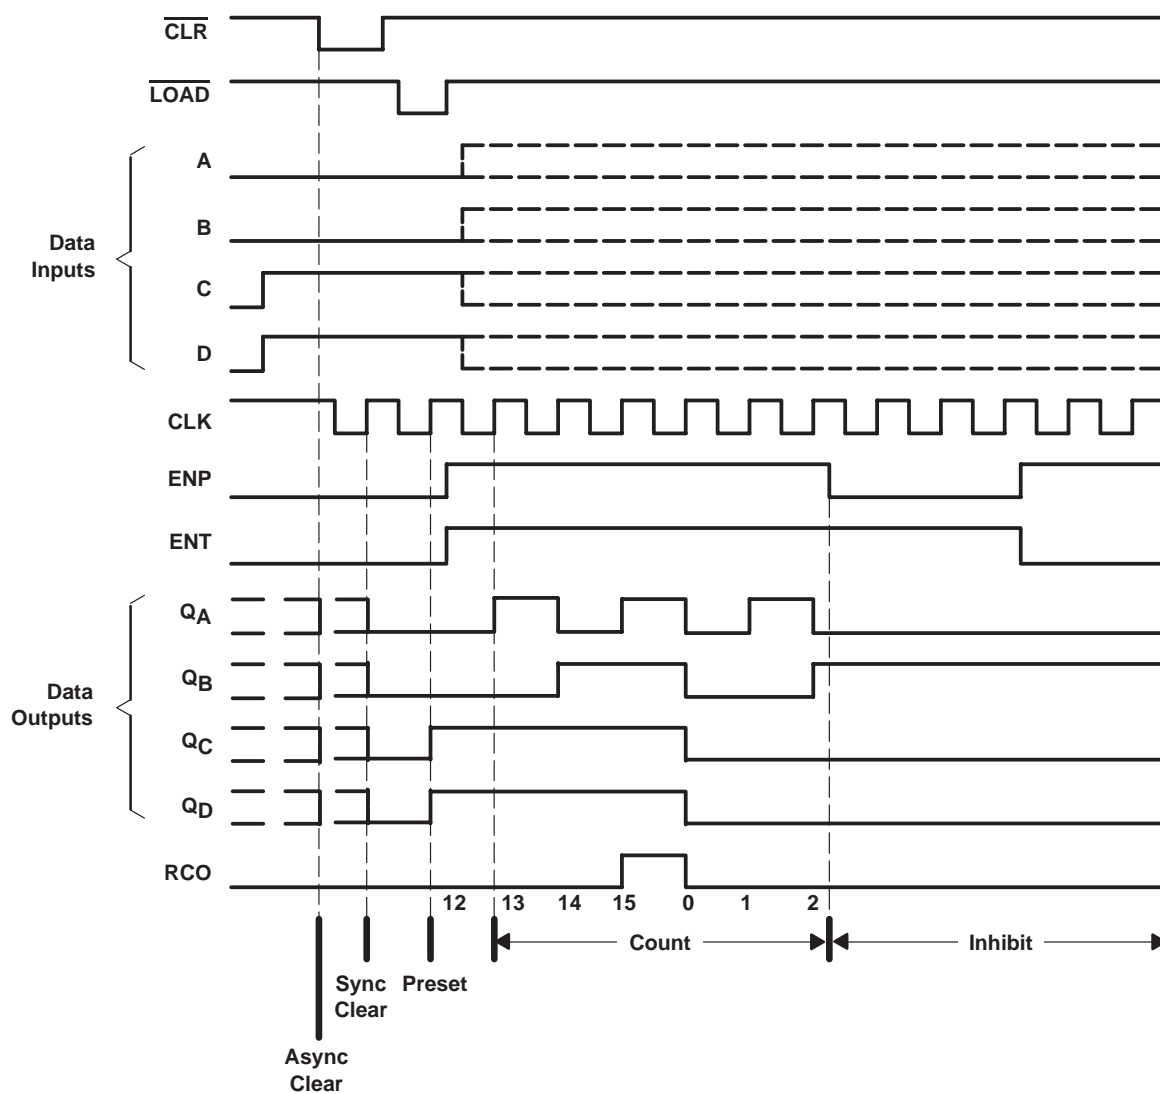 CLR
LOAD
A
B
Data
Inputs
C
D
CLK
ENP
ENT
QA
QB
Data
Outputs
QC
QD
RCO
12 13 14 15 0 1 2
Count Inhibit
Sync
Clear
Preset
Async
Clear